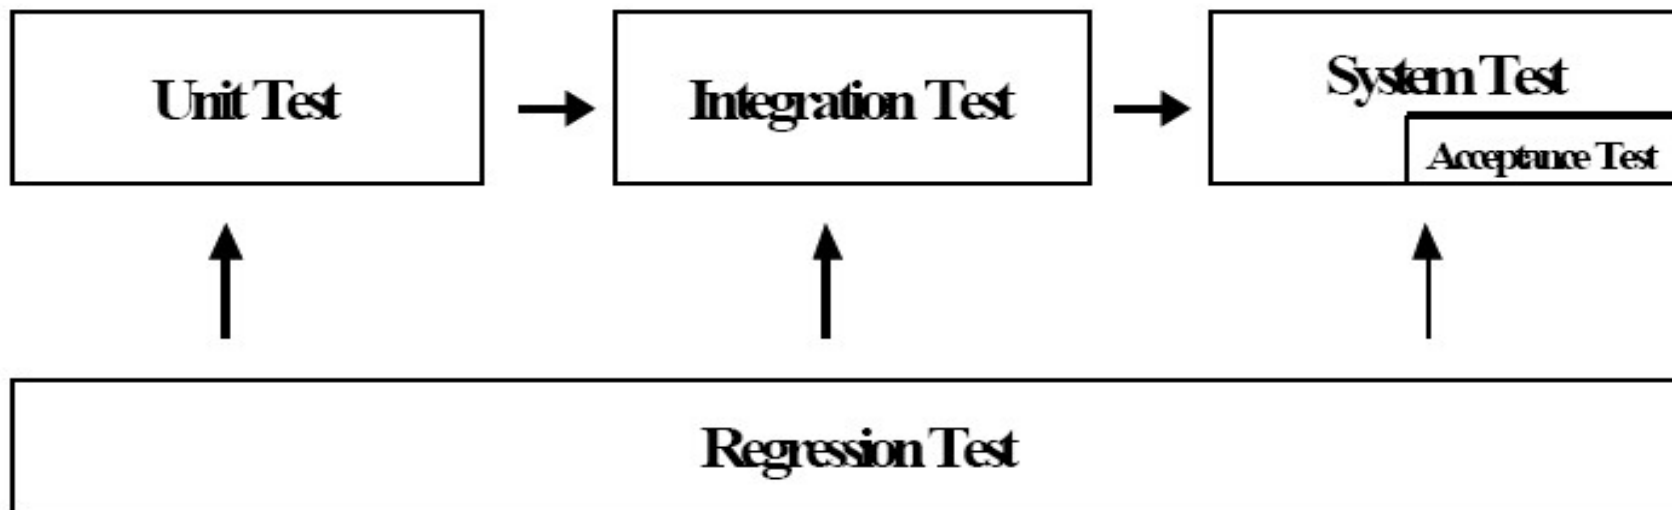 Unit Test
Integration Test
System Test
Acceptance Test
Regression Test